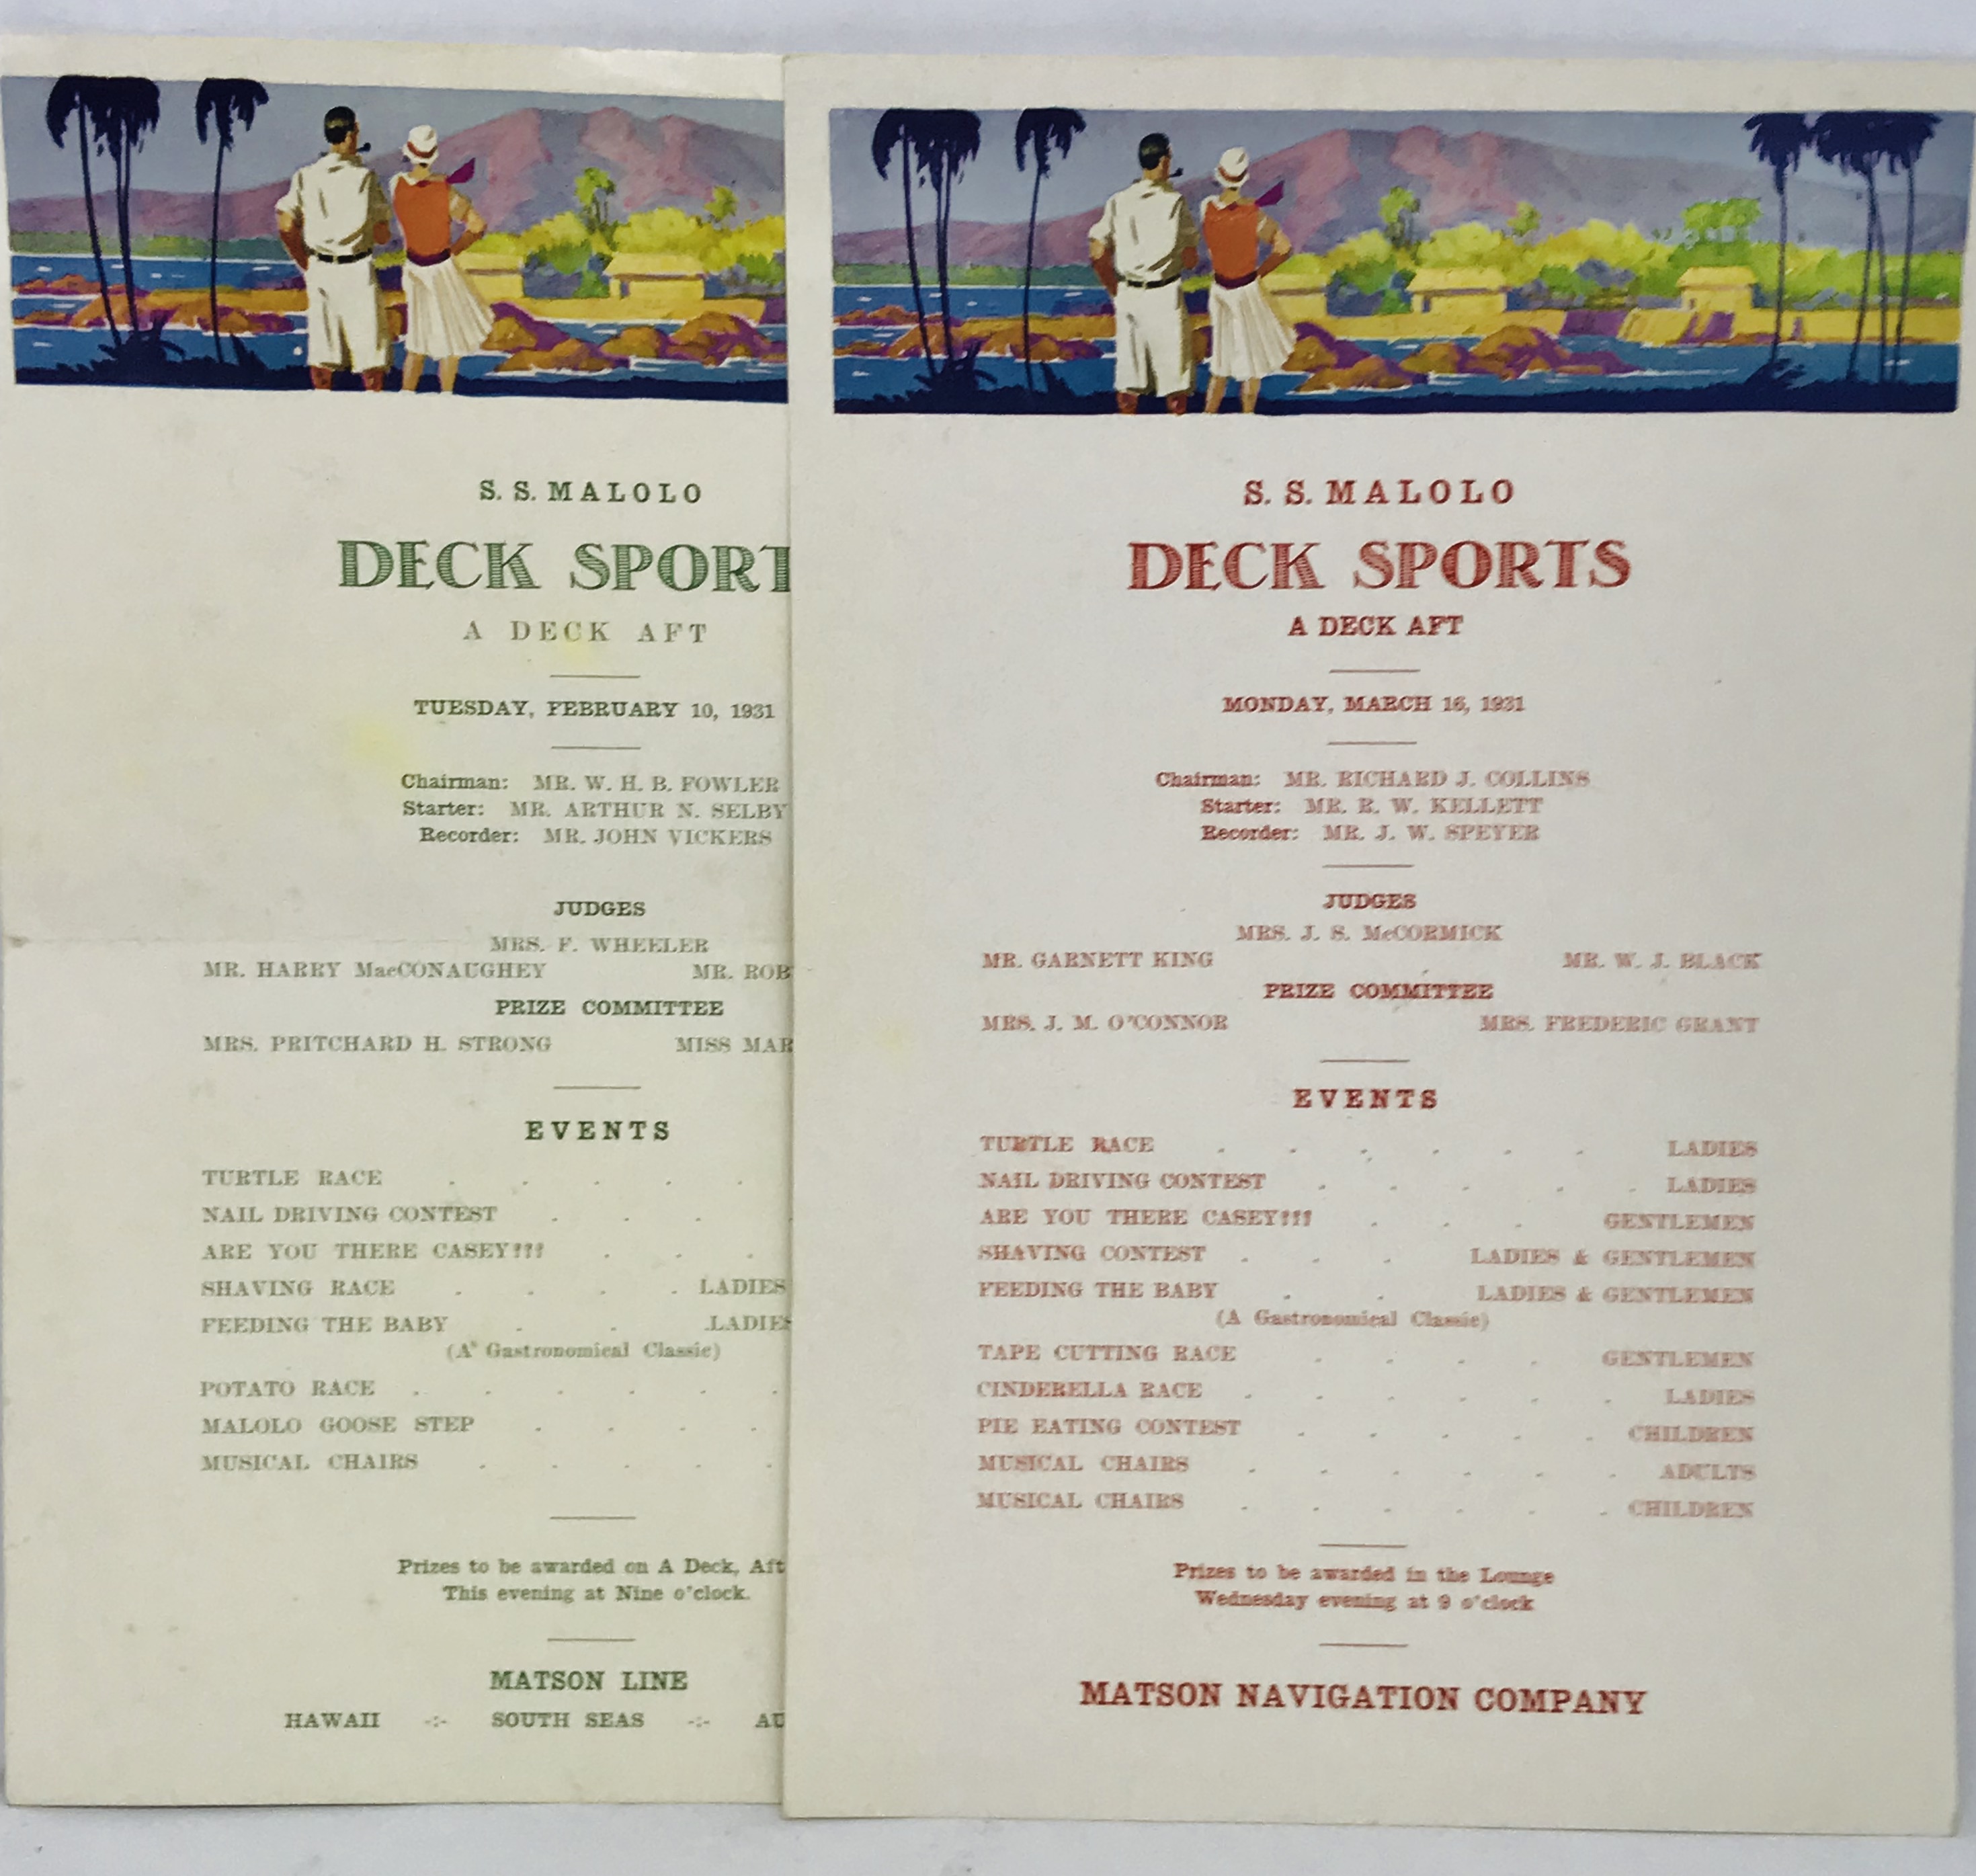 S. S. MALOLO
DECK SPORT
A DECK AFT
TUESDAY, FEBRUARY 10, 1931
Chairman: MR. W. H. B. FOWLER
Starter: MR. ARTHUR N. SELBY
Recorder: MR. JOHN VICKERS
JUDGES
MRS. F. WHEELER
MR. HARRY MacCONAUGHEY MR. ROB
PRIZE COMMITTEE
MRS. PRITCHARD H. STRONG MISS MAR
EVENTS
TURTLE RACE . . . . .
NAIL DRIVING CONTEST . . . .
ARE YOU THERE CASEY??? . . .
SHAVING RACE . . . . LADIES
FEEDING THE BABY . . .LADIES
(A Gastronomical Classic)
POTATO RACE . . . . . .
MALOLO GOOSE STEP . . . .
MUSICAL CHAIRS . . . . .
Prizes to be awarded on A Deck, Aft
This evening at Nine o'clock.
MATSON LINE
HAWAII -:- SOUTH SEAS -:- AU
S. S. MALOLO
DECK SPORTS
A DECK AFT
MONDAY, MARCH 16, 1931
Chairman: MR. RICHARD J. COLLINS
Starter: MR. R. W. KELLETT
Recorder: MR. J. W. SPEYER
JUDGES
MRS. J. S. McCORMICK
MR. GARNETT KING MR. W. J. BLACK
PRIZE COMMITTEE
MRS. J. M. O'CONNOR MRS. FREDERIC GRANT
EVENTS
TURTLE RACE . . . . . . LADIES
NAIL DRIVING CONTEST . . . . . LADIES
ARE YOU THERE CASEY??? . . . GENTLEMEN
SHAVING CONTEST . . . LADIES & GENTLEMEN
FEEDING THE BABY . . LADIES & GENTLEMEN
(A Gastronomical Classic)
TAPE CUTTING RACE . . . . GENTLEMEN
CINDERELLA RACE . . . . . . LADIES
PIE EATING CONTEST . . . . . CHILDREN
MUSICAL CHAIRS . . . . . . ADULTS
MUSICAL CHAIRS . . . . . . CHILDREN
Prizes to be awarded in the Lounge
Wednesday evening at 9 o'clock
MATSON NAVIGATION COMPANY